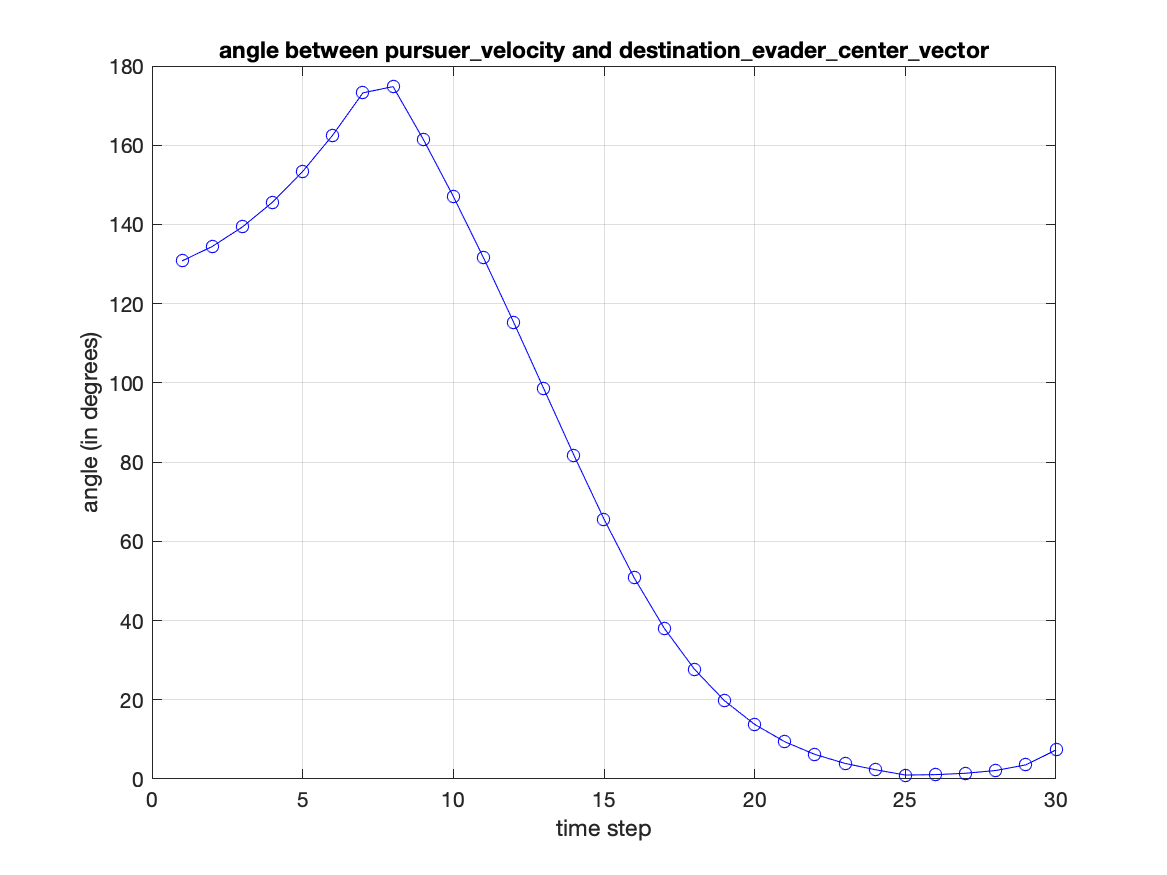 angle between pursuer_velocity and destination_evader_center_vector
180
160
140
120
100
80
60
40
20
0
angle (in degrees)
0 5 10 15 20 25 30
time step